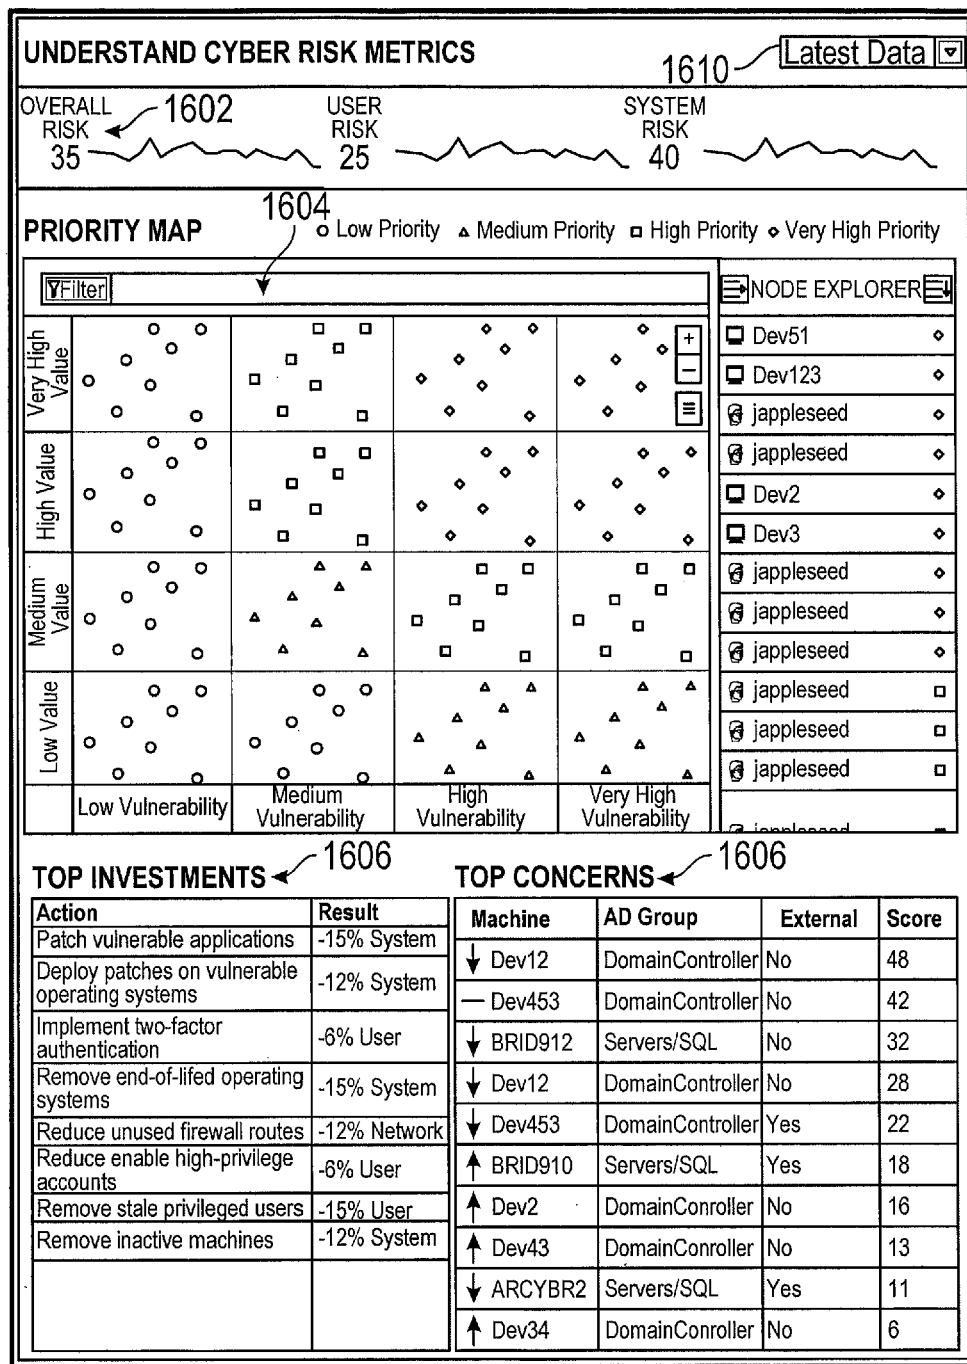 UNDERSTAND CYBER RISK METRICS
1610
Latest Data
OVERALL
RISK
35
1602
USER
RISK
25
SYSTEM
RISK
40
PRIORITY MAP
1604
Low Priority
Medium Priority
High Priority
Very High Priority
Filter
NODE EXPLORER
Very High
Value
High Value
Medium
Value
Low Value
Low Vulnerability
Medium
Vulnerability
High
Vulnerability
Very High
Vulnerability
Dev51
Dev123
jappleseed
jappleseed
Dev2
Dev3
jappleseed
jappleseed
jappleseed
jappleseed
jappleseed
jappleseed
TOP INVESTMENTS
1606
Action Result
Patch vulnerable applications -15% System
Deploy patches on vulnerable
operating systems
-12% System
Implement two-factor
authentication
-6% User
Remove end-of-lifed operating
systems
-15% System
Reduce unused firewall routes -12% Network
Reduce enable high-privilege
accounts
-6% User
Remove stale privileged users -15% User
Remove inactive machines -12% System
TOP CONCERNS
1606
Machine AD Group External Score
Dev12 DomainController No 48
Dev453 DomainController No 42
BRID912 Servers/SQL No 32
Dev12 DomainController No 28
Dev453 DomainController Yes 22
BRID910 Servers/SQL Yes 18
Dev2 DomainConroller No 16
Dev43 DomainConroller No 13
ARCYBR2 Servers/SQL Yes 11
Dev34 DomainConroller No 6